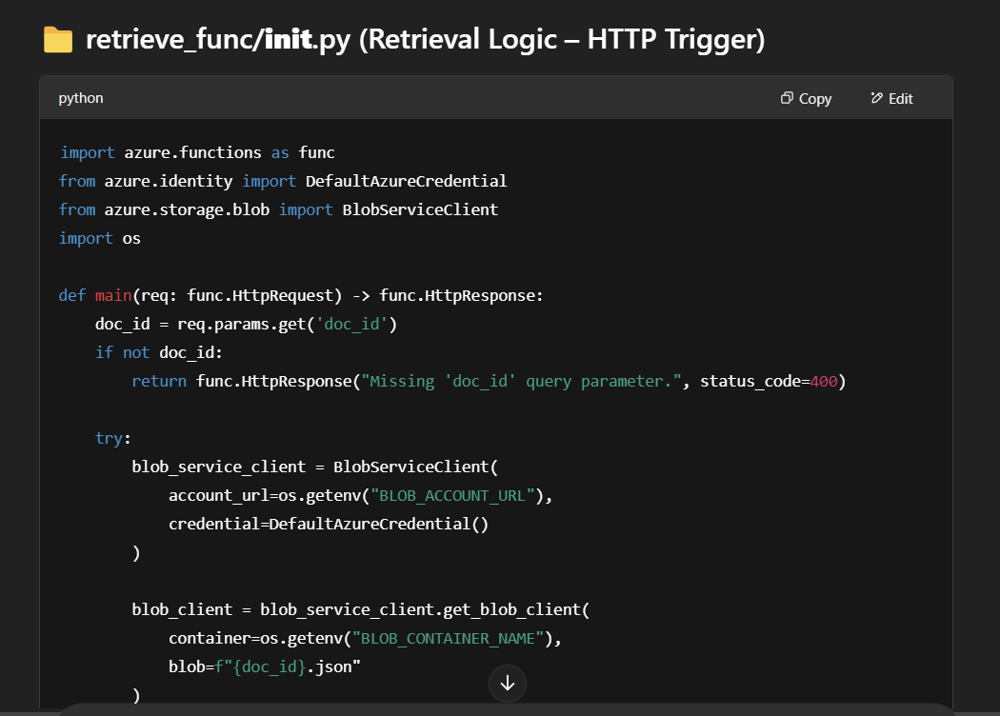 retrieve_func/init.py (Retrieval Logic – HTTP Trigger)
python
Copy
Edit
import azure.functions as func
from azure.identity import DefaultAzureCredential
from azure.storage.blob import BlobServiceClient
import os
def main(req: func.HttpRequest) -> func.HttpResponse:
    doc_id = req.params.get('doc_id')
    if not doc_id:
        return func.HttpResponse("Missing 'doc_id' query parameter.", status_code=400)
    try:
        blob_service_client = BlobServiceClient(
            account_url=os.getenv("BLOB_ACCOUNT_URL"),
            credential=DefaultAzureCredential()
        )
        blob_client = blob_service_client.get_blob_client(
            container=os.getenv("BLOB_CONTAINER_NAME"),
            blob=f"{doc_id}.json"
        )